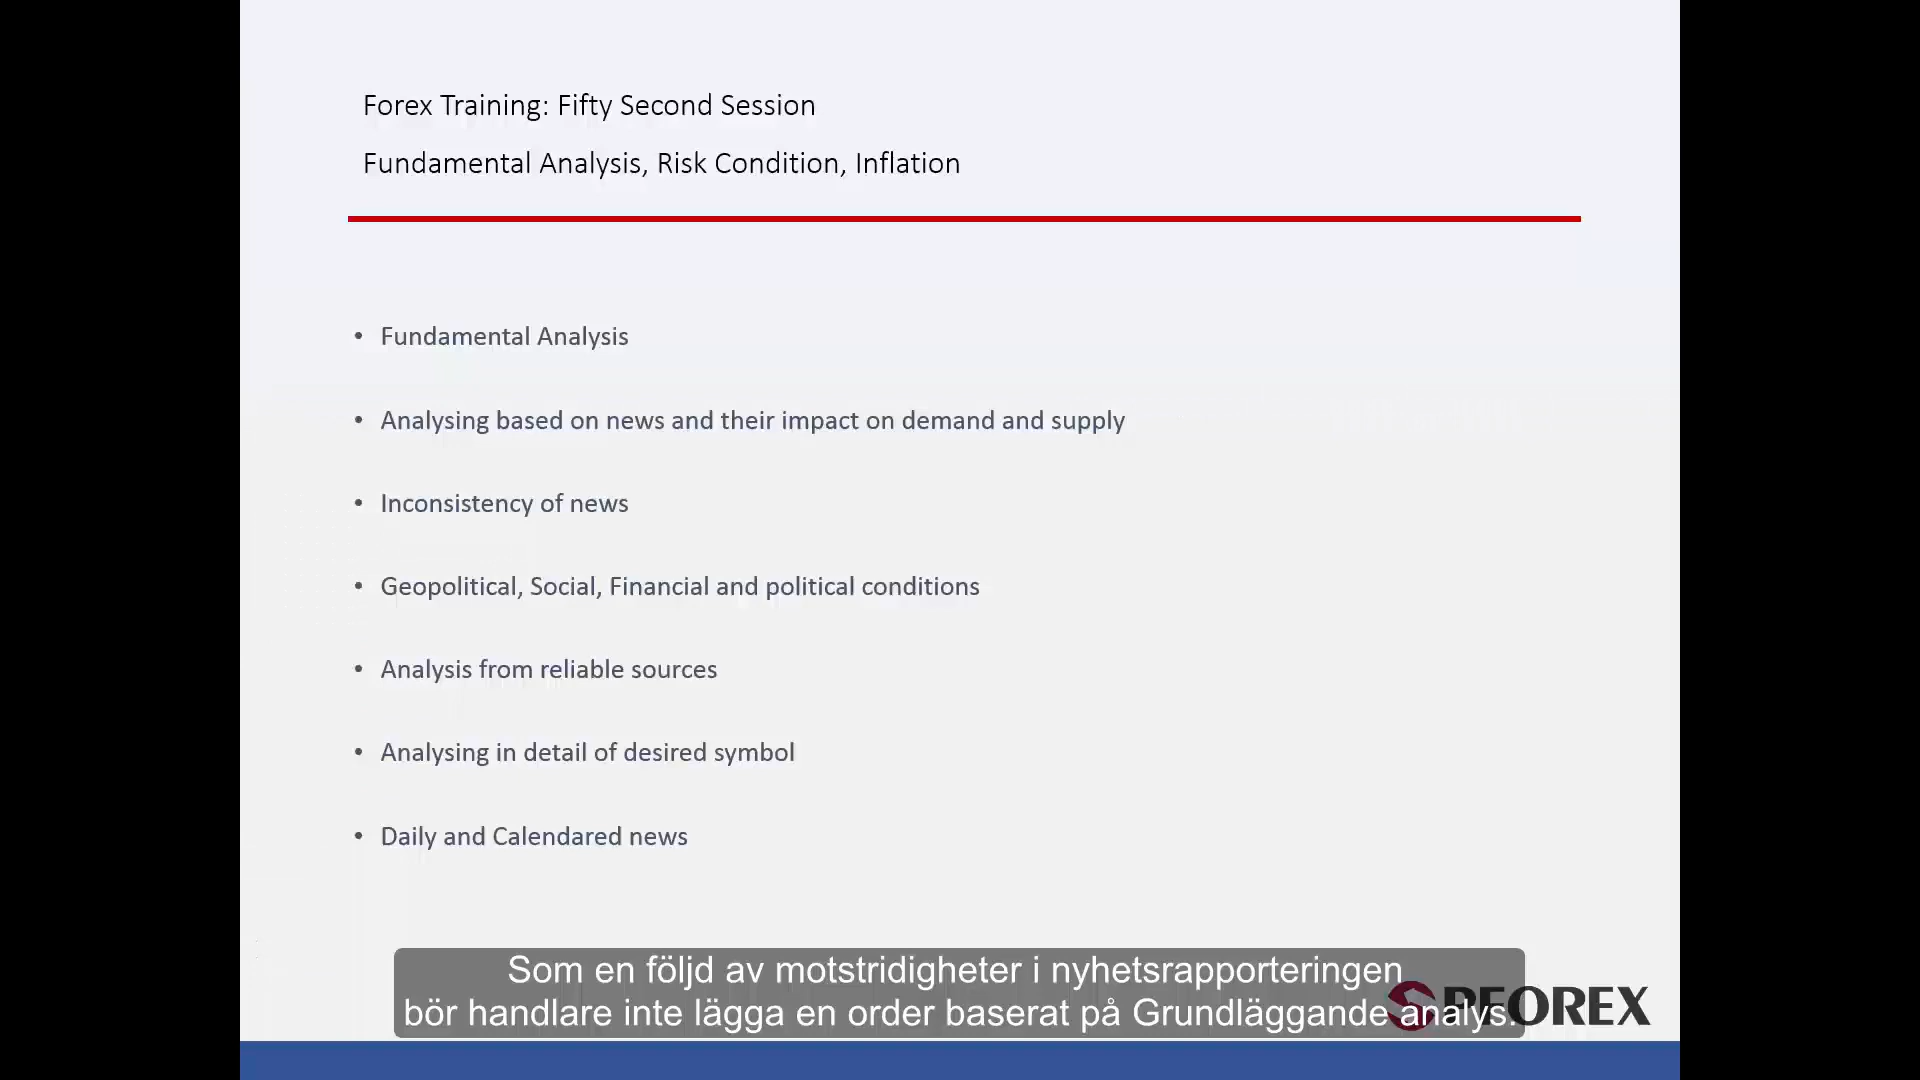 Forex Training: Fifty Second Session
Fundamental Analysis, Risk Condition, Inflation
• Fundamental Analysis
• Analysing based on news and their impact on demand and supply
• Inconsistency of news
• Geopolitical, Social, Financial and political conditions
• Analysis from reliable sources
• Analysing in detail of desired symbol
• Daily and Calendared news
Som en följd av motstridigheter i nyhetsrapporteringen
bör handlare inte lägga en order baserat på Grundläggande analys.
PFOREX